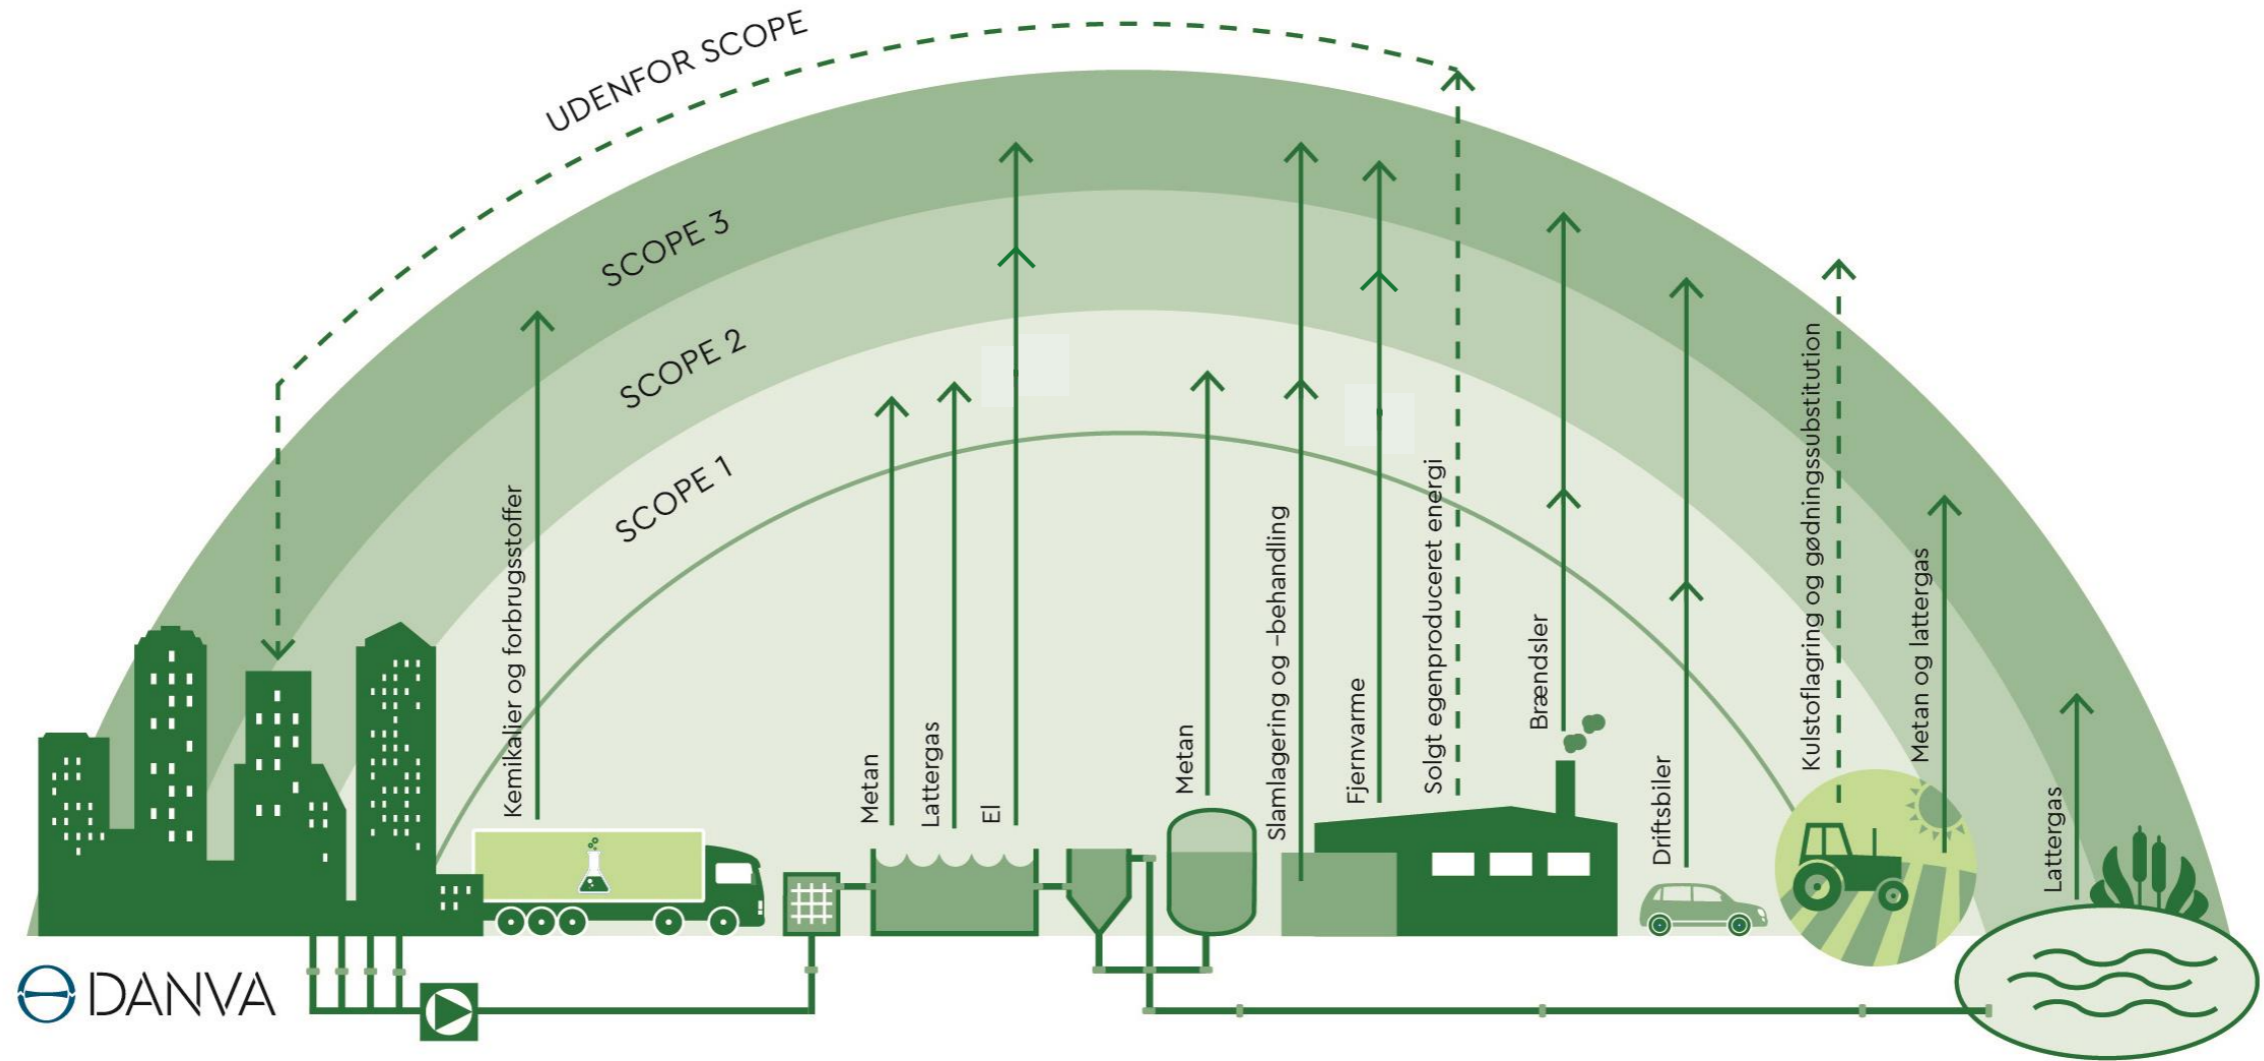 UDENFOR SCOPE
SCOPE 3
SCOPE 2
SCOPE 1
Kemikalier og forbrugsstoffer
Metan
Lattergas
El
Metan
Slamlagering og -behandling
Fjernvarme
Solgt egenproduceret energi
Brændsler
Driftsbiler
Kulstoflagring og gødningssubstitution
Metan og lattergas
Lattergas
DANVA